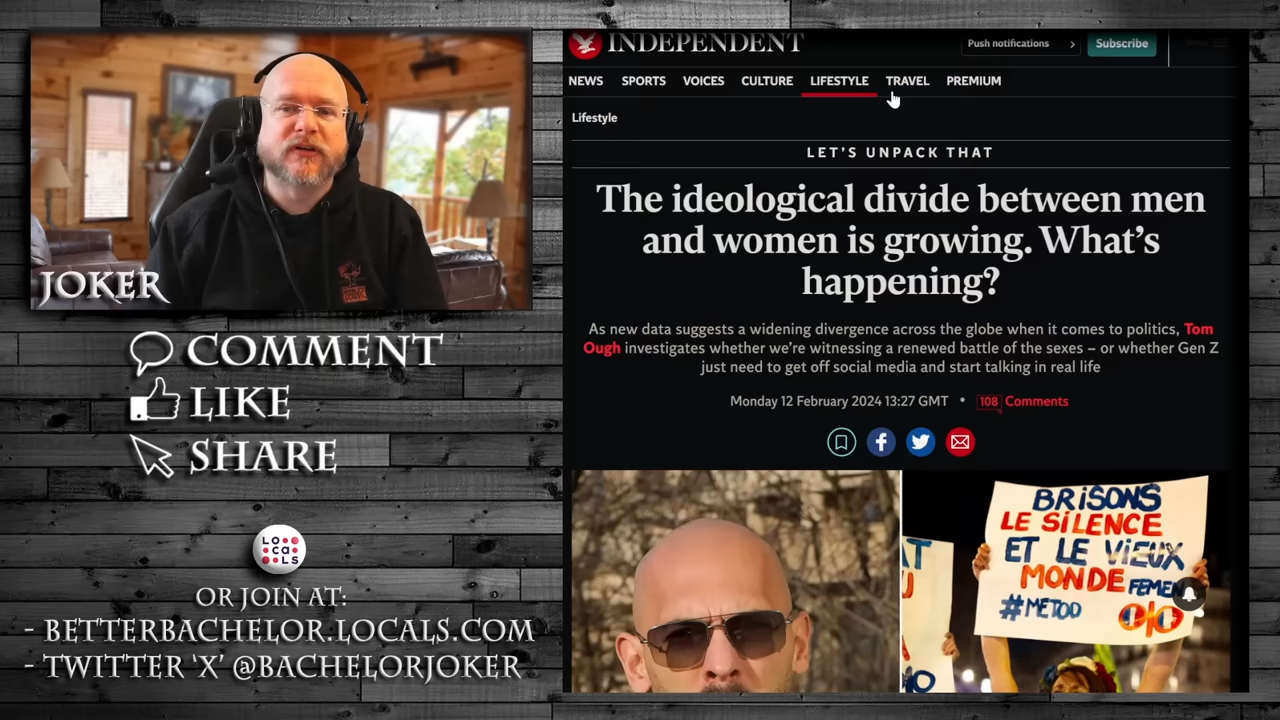 JOKER
COMMENT
LIKE
SHARE
LOCALS
OR JOIN AT:
- BETTERBACHELOR.LOCALS.COM
- TWITTER 'X' @BACHELORJOKER
INDEPENDENT
Push notifications
Subscribe
NEWS SPORTS VOICES CULTURE LIFESTYLE TRAVEL PREMIUM
Lifestyle
LET'S UNPACK THAT
The ideological divide between men
and women is growing. What's
happening?
As new data suggests a widening divergence across the globe when it comes to politics, Tom
Ough investigates whether we're witnessing a renewed battle of the sexes – or whether Gen Z
just need to get off social media and start talking in real life
Monday 12 February 2024 13:27 GMT • 108 Comments
BRiSONS
LE SiLENCE
ET LE ViEUX
MONDE FEMEN
#METOO